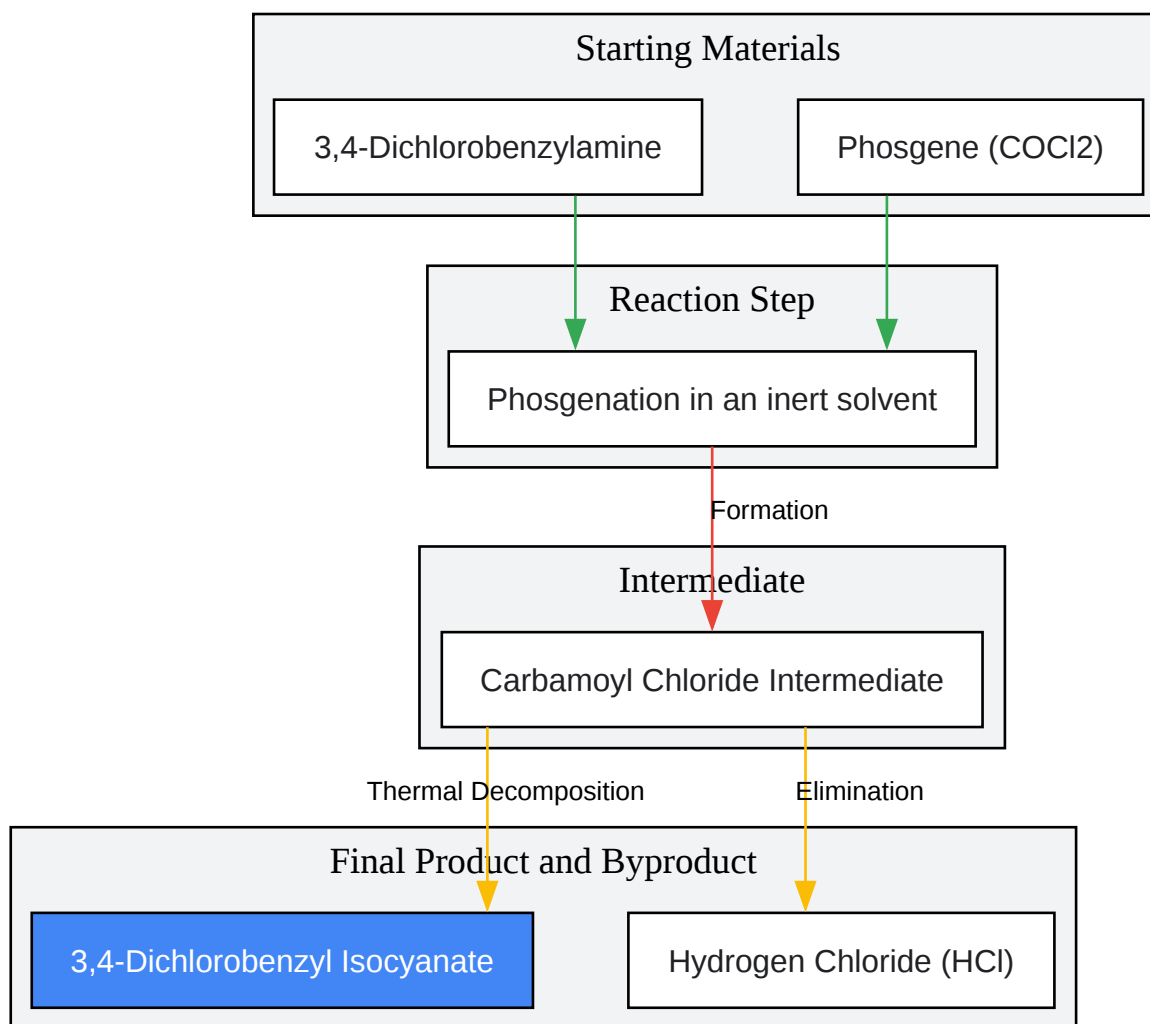 Starting Materials
3,4-Dichlorobenzylamine
Phosgene (COCl2)
Reaction Step
Phosgenation in an inert solvent
Formation
Intermediate
Carbamoyl Chloride Intermediate
Thermal Decomposition
Elimination
Final Product and Byproduct
3,4-Dichlorobenzyl Isocyanate
Hydrogen Chloride (HCl)